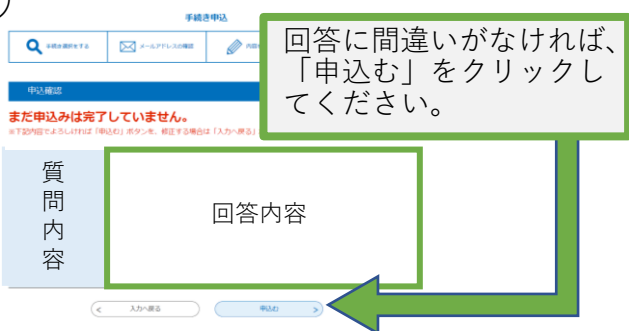 手続き申込
手続き選択をする
メールアドレスの確認
内容
回答に間違いがなければ、
「申込む」をクリックし
てください。
申込確認
まだ申込みは完了していません。
※下記内容でよろしければ「申込む」ボタンを、修正する場合は「入力へ戻る」
質問内容
回答内容
入力へ戻る
申込む